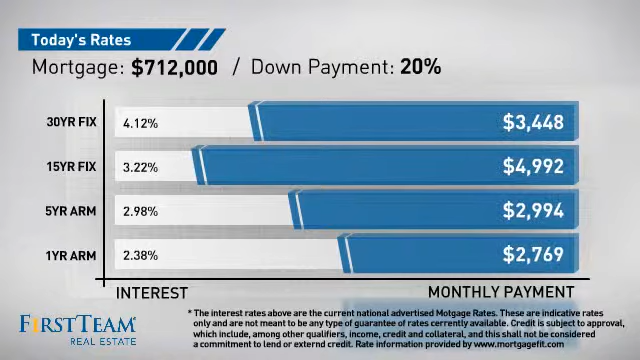 Today's Rates
Mortgage: $712,000 / Down Payment: 20%
30YR FIX 4.12% $3,448
15YR FIX 3.22% $4,992
5YR ARM 2.98% $2,994
1YR ARM 2.38% $2,769
INTEREST MONTHLY PAYMENT
FIRSTTEAM®
REAL ESTATE
* The interest rates above are the current national advertised Motgage Rates. These are indicative rates
only and are not meant to be any type of guarantee of rates cerrently available. Credit is subject to approval,
which include, among other qualifiers, income, credit and collateral, and this shall not be considered
a commitment to lend or externd credit. Rate information provided by www.mortgagefit.com